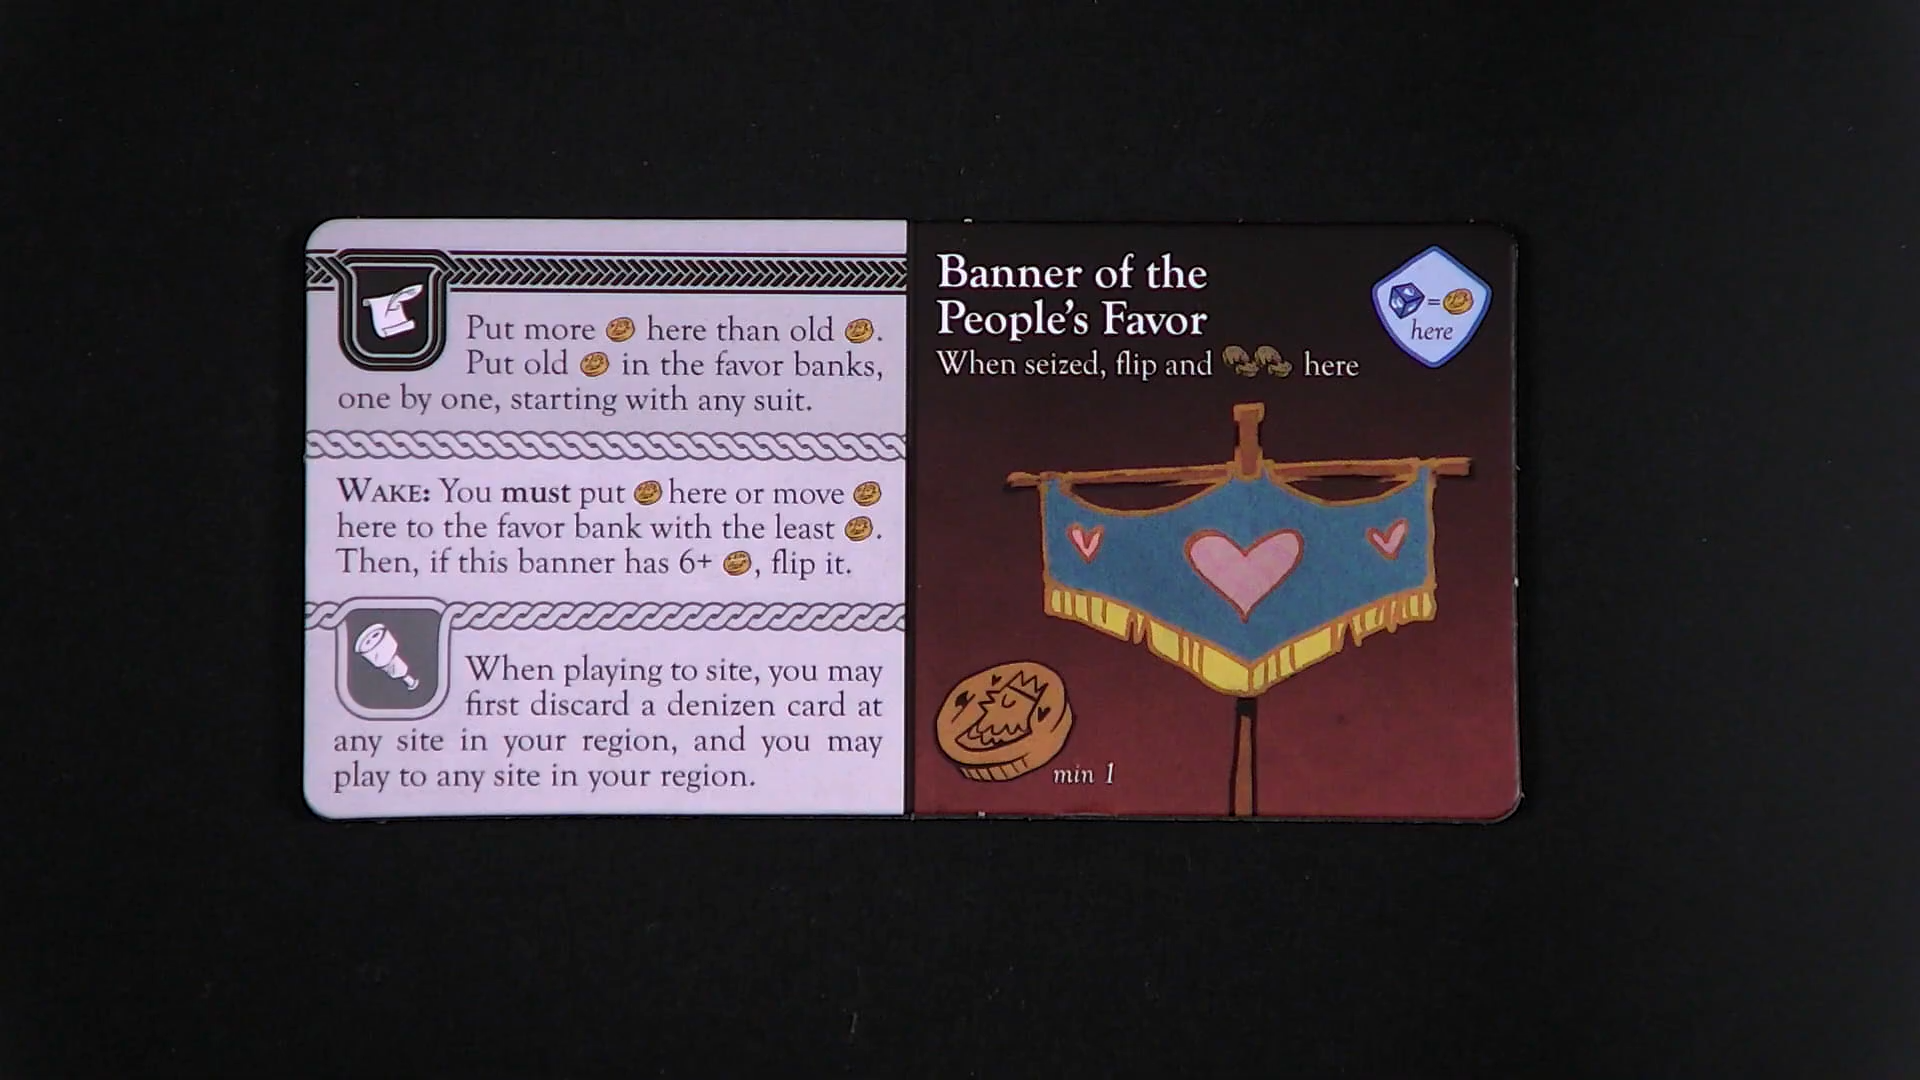 Put more here than old .
Put old in the favor banks,
one by one, starting with any suit.
WAKE: You must put here or move
here to the favor bank with the least .
Then, if this banner has 6+ , flip it.
When playing to site, you may
first discard a denizen card at
any site in your region, and you may
play to any site in your region.
Banner of the
People's Favor
When seized, flip and here
=
here
min 1